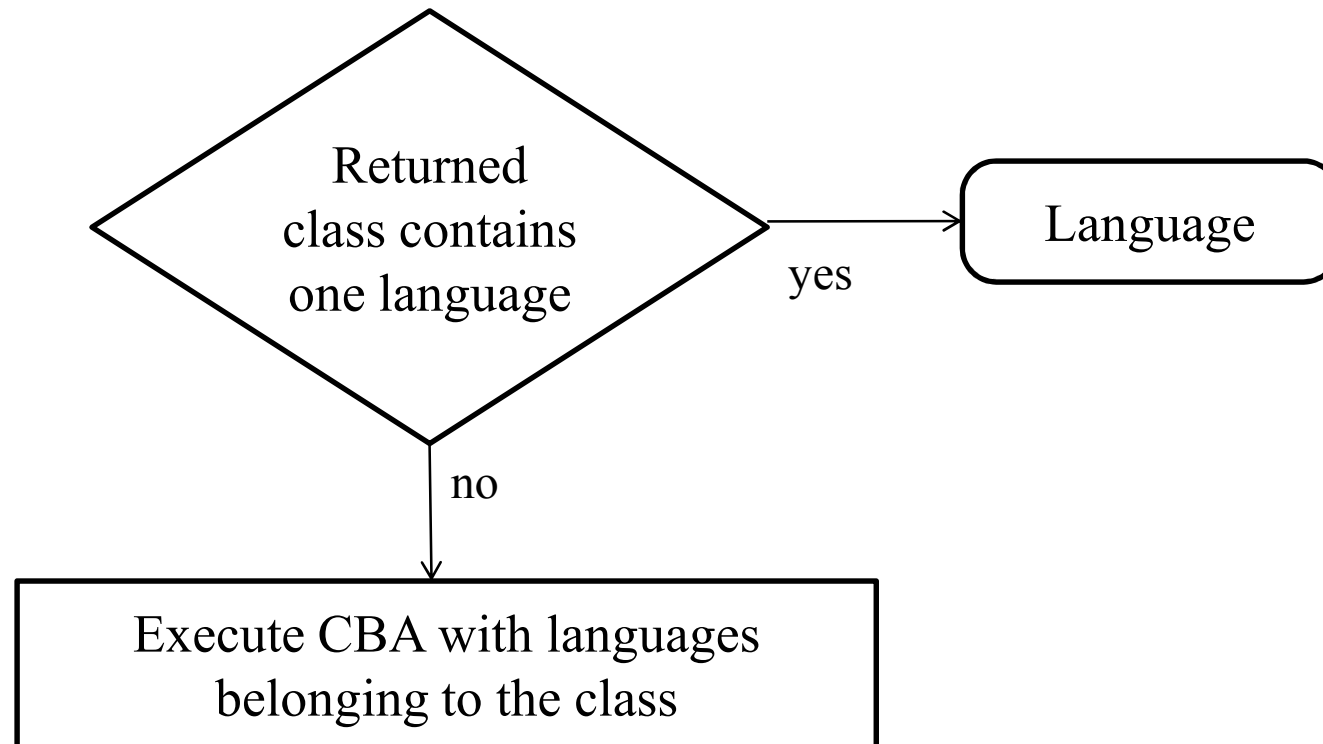 Returned
class contains
one language
Language
yes
no
Execute CBA with languages
belonging to the class